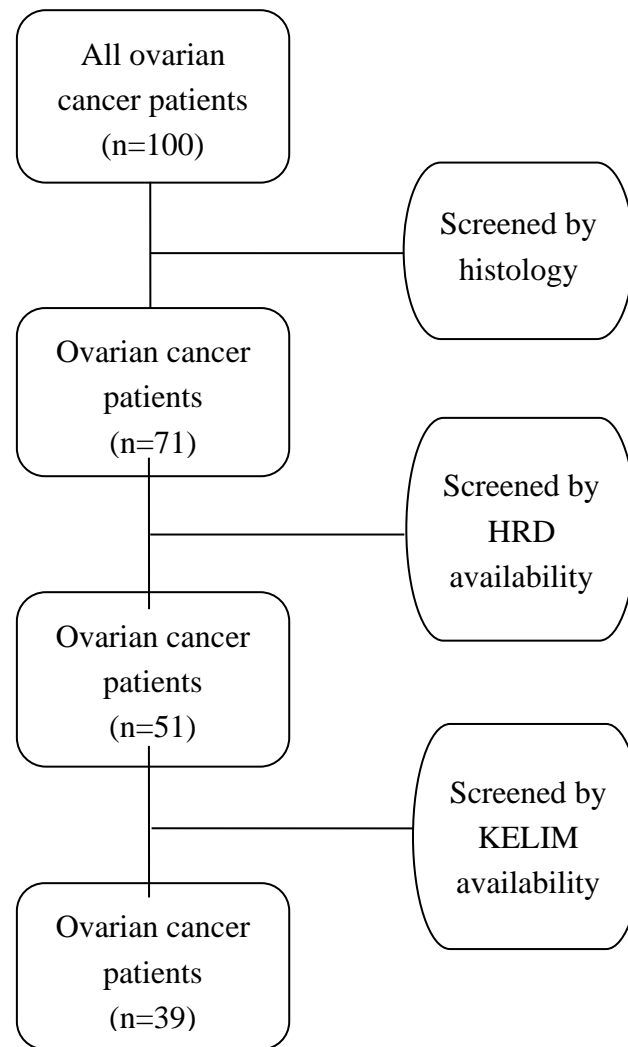 All ovarian
cancer patients
(n=100)
Screened by
histology
Ovarian cancer
patients
(n=71)
Screened by
HRD
availability
Ovarian cancer
patients
(n=51)
Screened by
KELIM
availability
Ovarian cancer
patients
(n=39)